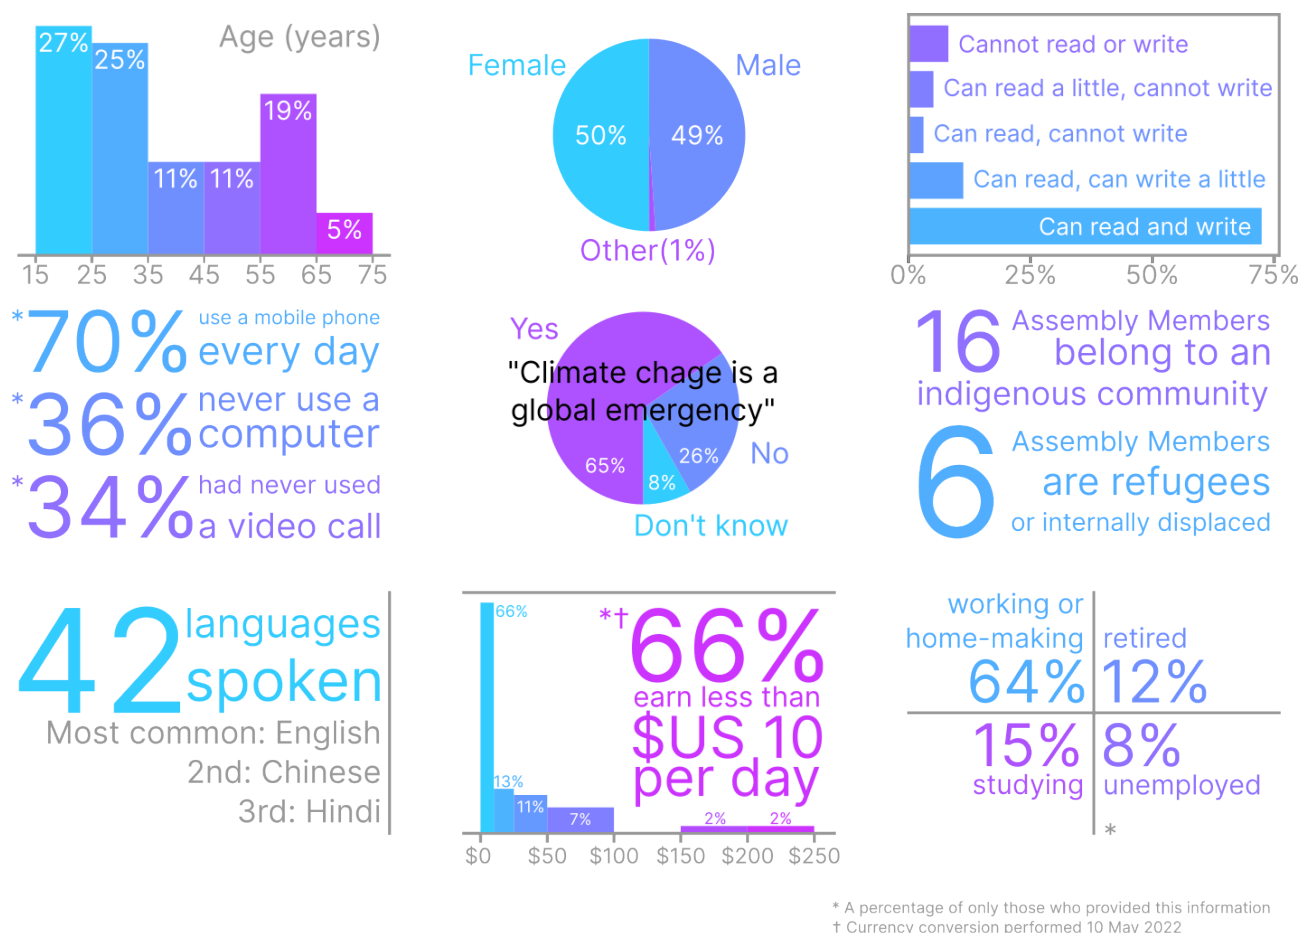 Age (years)
27%
25%
11%
11%
19%
5%
15 25 35 45 55 65 75
Female
Male
50%
49%
Other(1%)
Cannot read or write
Can read a little, cannot write
Can read, cannot write
Can read, can write a little
Can read and write
0% 25% 50% 75%
*70% use a mobile phone
every day
*36% never use a
computer
*34% had never used
a video call
Yes
"Climate chage is a
global emergency"
65%
26%
No
8%
Don't know
16 Assembly Members
belong to an
indigenous community
6 Assembly Members
are refugees
or internally displaced
42 languages
spoken
Most common: English
2nd: Chinese
3rd: Hindi
66%
13%
11%
7%
2%
2%
*†66%
earn less than
$US 10
per day
$0 $50 $100 $150 $200 $250
working or
home-making
64%
retired
12%
15%
studying
8%
unemployed
*
* A percentage of only those who provided this information
† Currency conversion performed 10 May 2022